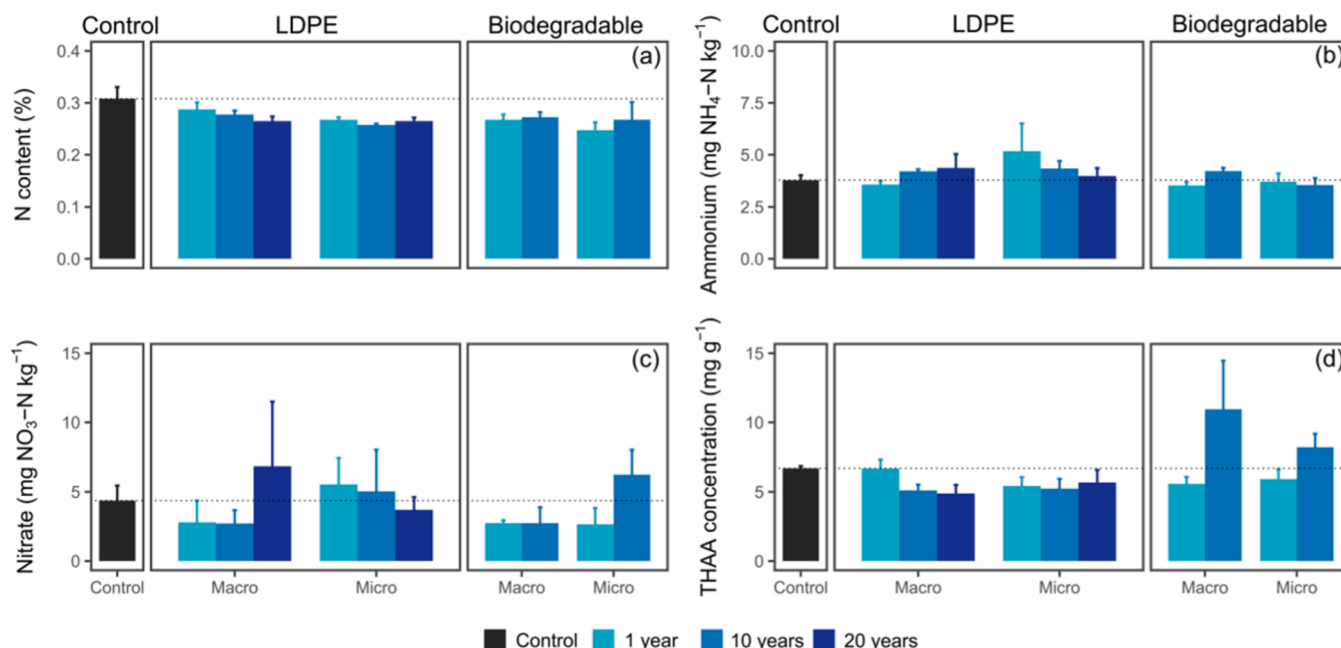 Control LDPE Biodegradable
(a)
N content (%)
0.4
0.3
0.2
0.1
0.0
Control LDPE Biodegradable
(b)
Ammonium (mg NH₄−N kg⁻¹)
10.0
7.5
5.0
2.5
0.0
(c)
Nitrate (mg NO₃−N kg⁻¹)
15
10
5
0
Control Macro Micro Macro Micro
(d)
THAA concentration (mg g⁻¹)
15
10
5
0
Control Macro Micro Macro Micro
Control 1 year 10 years 20 years